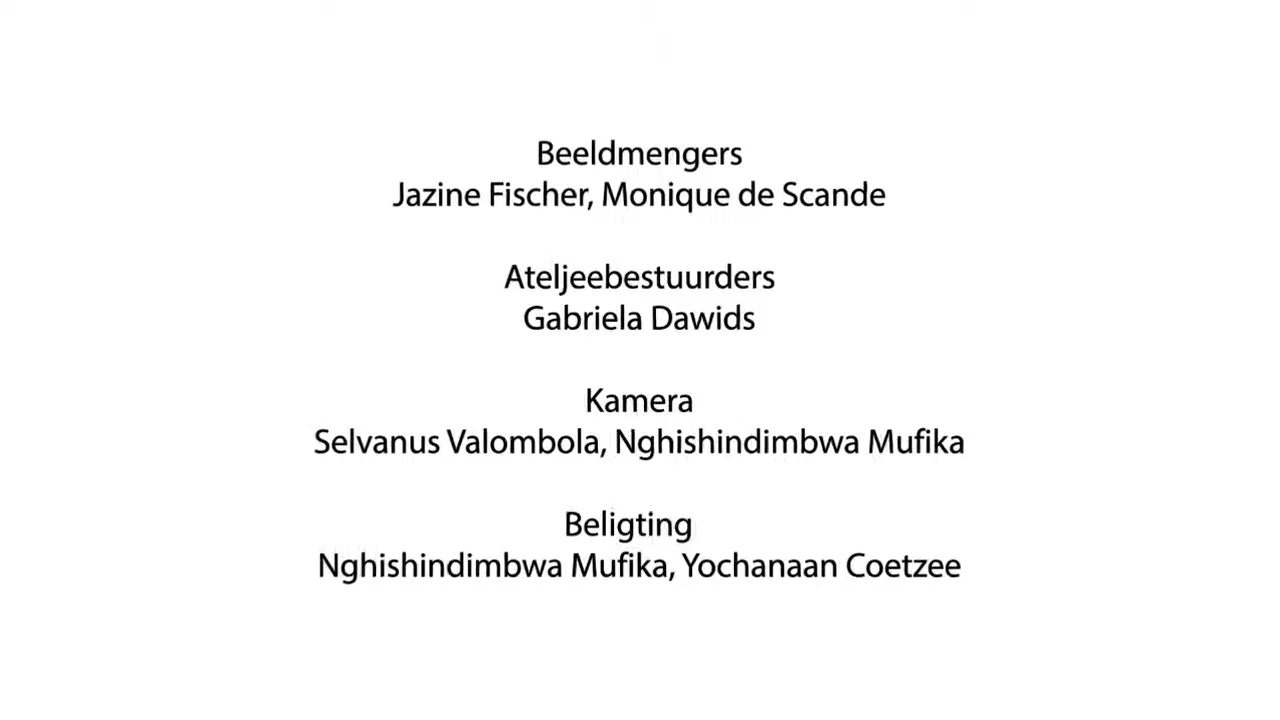 Beeldmengers
Jazine Fischer, Monique de Scande
Ateljeebestuurders
Gabriela Dawids
Kamera
Selvanus Valombola, Nghishindimbwa Mufika
Beligting
Nghishindimbwa Mufika, Yochanaan Coetzee